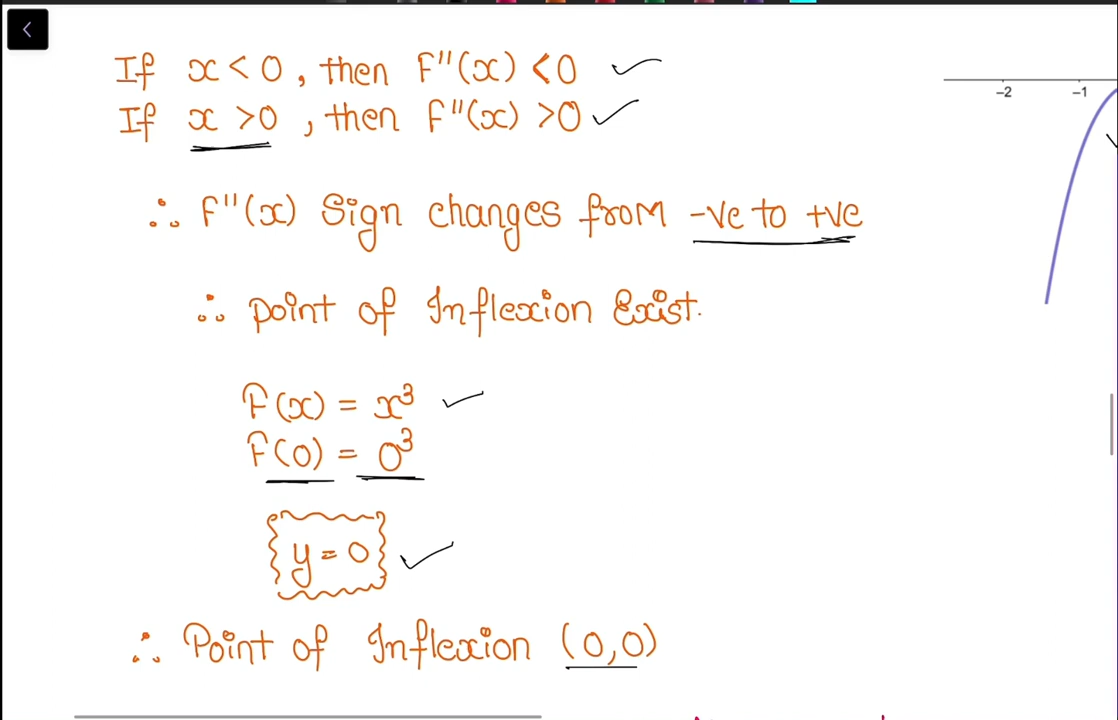 If x < 0, then F''(x) < 0
If x > 0, then F''(x) > 0
-2 -1
∴ F''(x) Sign changes from -ve to +ve
∴ Point of Inflexion Exist.
F(x) = x³
F(0) = 0³
y = 0
∴ Point of Inflexion (0,0)